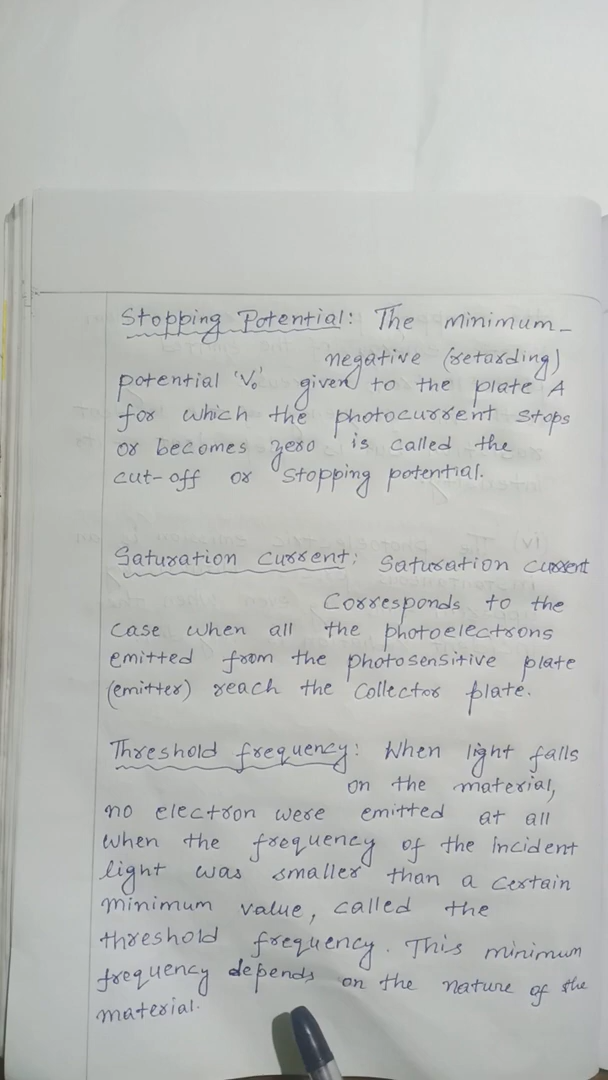 Stopping Potential: The minimum-
negative (retarding)
potential 'V₀' given to the plate A
for which the photocurrent stops
or becomes zero is called the
cut-off or stopping potential.
Saturation current: Saturation current
Corresponds to the
case when all the photoelectrons
emitted from the photosensitive plate
(emitter) reach the collector plate.
Threshold frequency: When light falls
on the material,
no electron were emitted at all
when the frequency of the incident
light was smaller than a certain
minimum value, called the
threshold frequency. This minimum
frequency depends on the nature of the
material.